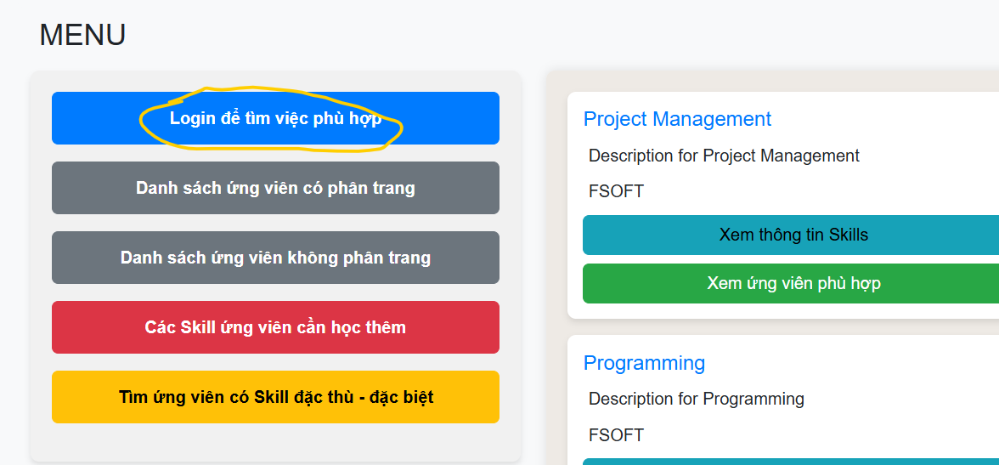 MENU
Login để tìm việc phù hợp
Danh sách ứng viên có phân trang
Danh sách ứng viên không phân trang
Các Skill ứng viên cần học thêm
Tìm ứng viên có Skill đặc thù - đặc biệt
Project Management
Description for Project Management
FSOFT
Xem thông tin Skills
Xem ứng viên phù hợp
Programming
Description for Programming
FSOFT